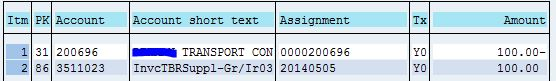 Itm PK Account Account short text Assignment Tx Amount
1 31 200696 TRANSPORT CON 0000200696 Y0 100.00-
2 86 3511023 InvcTBRSuppl-Gr/Ir03 20140505 Y0 100.00